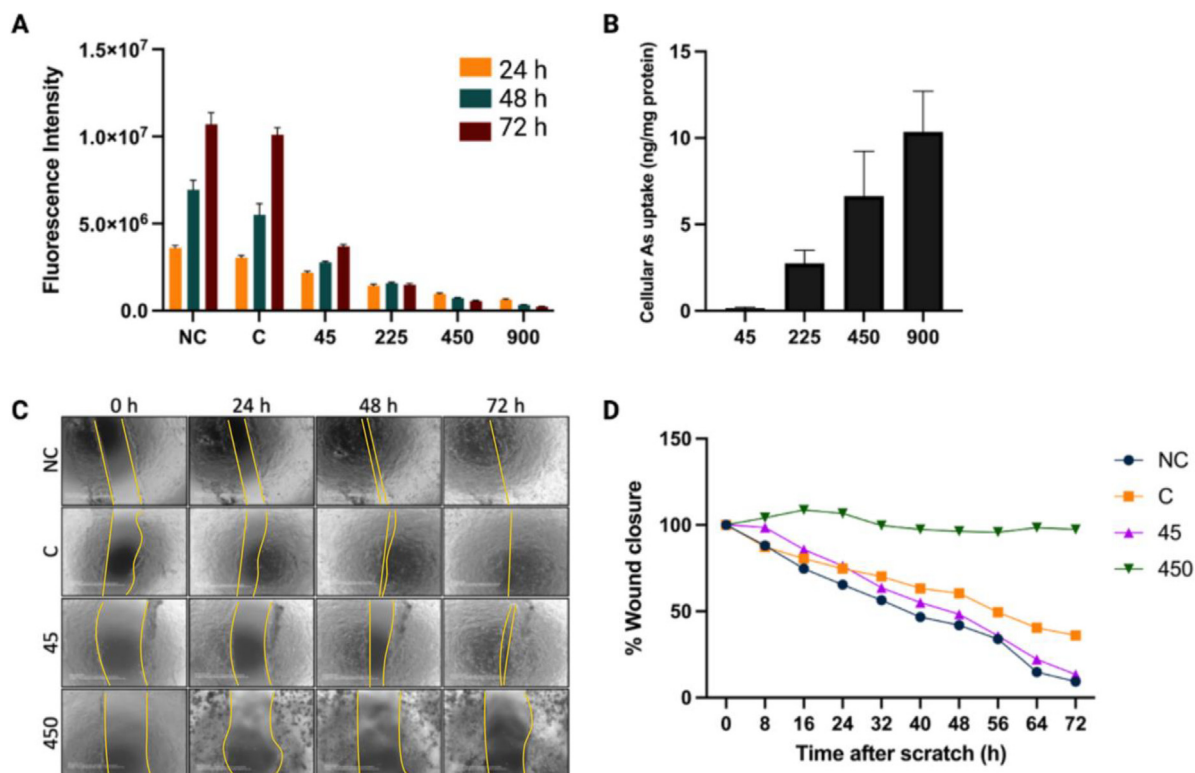 A
Fluorescence Intensity
1.5×10⁷
1.0×10⁷
5.0×10⁶
0.0
24 h
48 h
72 h
NC C 45 225 450 900
B
Cellular As uptake (ng/mg protein)
15
10
5
0
45 225 450 900
C
0 h 24 h 48 h 72 h
NC
C
45
450
D
% Wound closure
150
100
50
0
0 8 16 24 32 40 48 56 64 72
Time after scratch (h)
NC
C
45
450